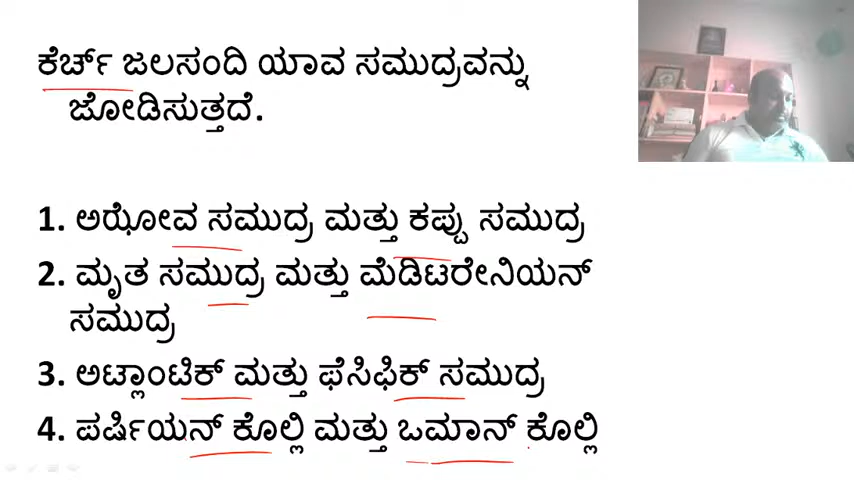 ಕೆರ್ಚ್ ಜಲಸಂದಿ ಯಾವ ಸಮುದ್ರವನ್ನು
ಜೋಡಿಸುತ್ತದೆ.
1. ಅಝೋವ ಸಮುದ್ರ ಮತ್ತು ಕಪ್ಪು ಸಮುದ್ರ
2. ಮೃತ ಸಮುದ್ರ ಮತ್ತು ಮೆಡಿಟರೇನಿಯನ್
ಸಮುದ್ರ
3. ಅಟ್ಲಾಂಟಿಕ್ ಮತ್ತು ಫೆಸಿಫಿಕ್ ಸಮುದ್ರ
4. ಪರ್ಷಿಯನ್ ಕೊಲ್ಲಿ ಮತ್ತು ಒಮಾನ್ ಕೊಲ್ಲಿ